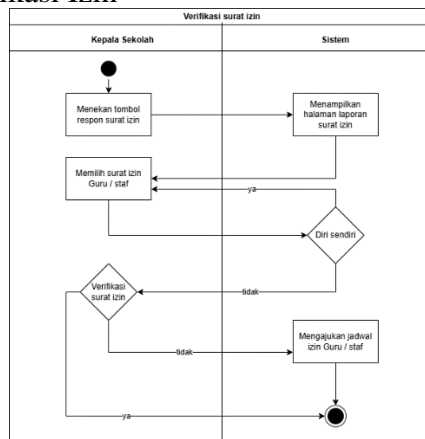 Verifikasi surat izin
Kepala Sekolah
Sistem
Menekan tombol
respon surat izin
Menampilkan
halaman laporan
surat izin
Memilih surat izin
Guru / staf
ya
Diri sendiri
Verifikasi
surat izin
tidak
tidak
Mengajukan jadwal
izin Guru / staf
ya